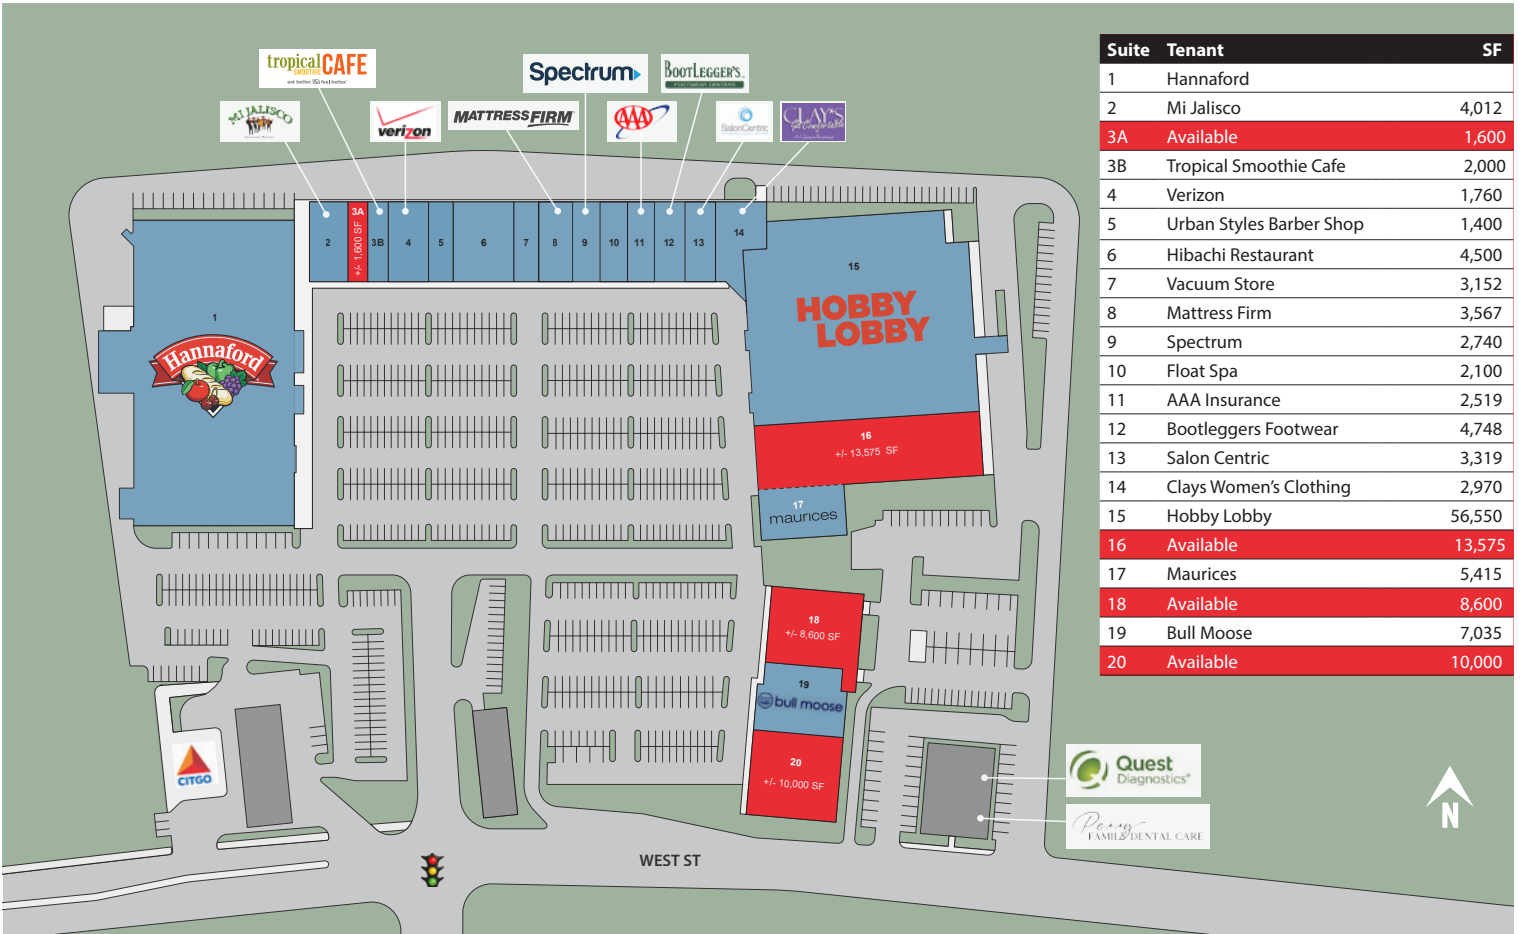 tropical CAFE
SMOOTHIE
eat better. feel better.
Spectrum
BOOTLEGGER'S
MI JALISCO
verizon
MATTRESS FIRM
AAA
SalonCentric
CLAY'S
3A
+/- 1,600 SF
2
3B
4
5
6
7
8
9
10
11
12
13
14
1
Hannaford
15
HOBBY
LOBBY
16
+/- 13,575 SF
17
maurices
18
+/- 8,600 SF
19
bull moose
20
+/- 10,000 SF
CITGO
Quest
Diagnostics
Perry
FAMILY DENTAL CARE
WEST ST
N
Suite Tenant SF
1 Hannaford
2 Mi Jalisco 4,012
3A Available 1,600
3B Tropical Smoothie Cafe 2,000
4 Verizon 1,760
5 Urban Styles Barber Shop 1,400
6 Hibachi Restaurant 4,500
7 Vacuum Store 3,152
8 Mattress Firm 3,567
9 Spectrum 2,740
10 Float Spa 2,100
11 AAA Insurance 2,519
12 Bootleggers Footwear 4,748
13 Salon Centric 3,319
14 Clays Women's Clothing 2,970
15 Hobby Lobby 56,550
16 Available 13,575
17 Maurices 5,415
18 Available 8,600
19 Bull Moose 7,035
20 Available 10,000